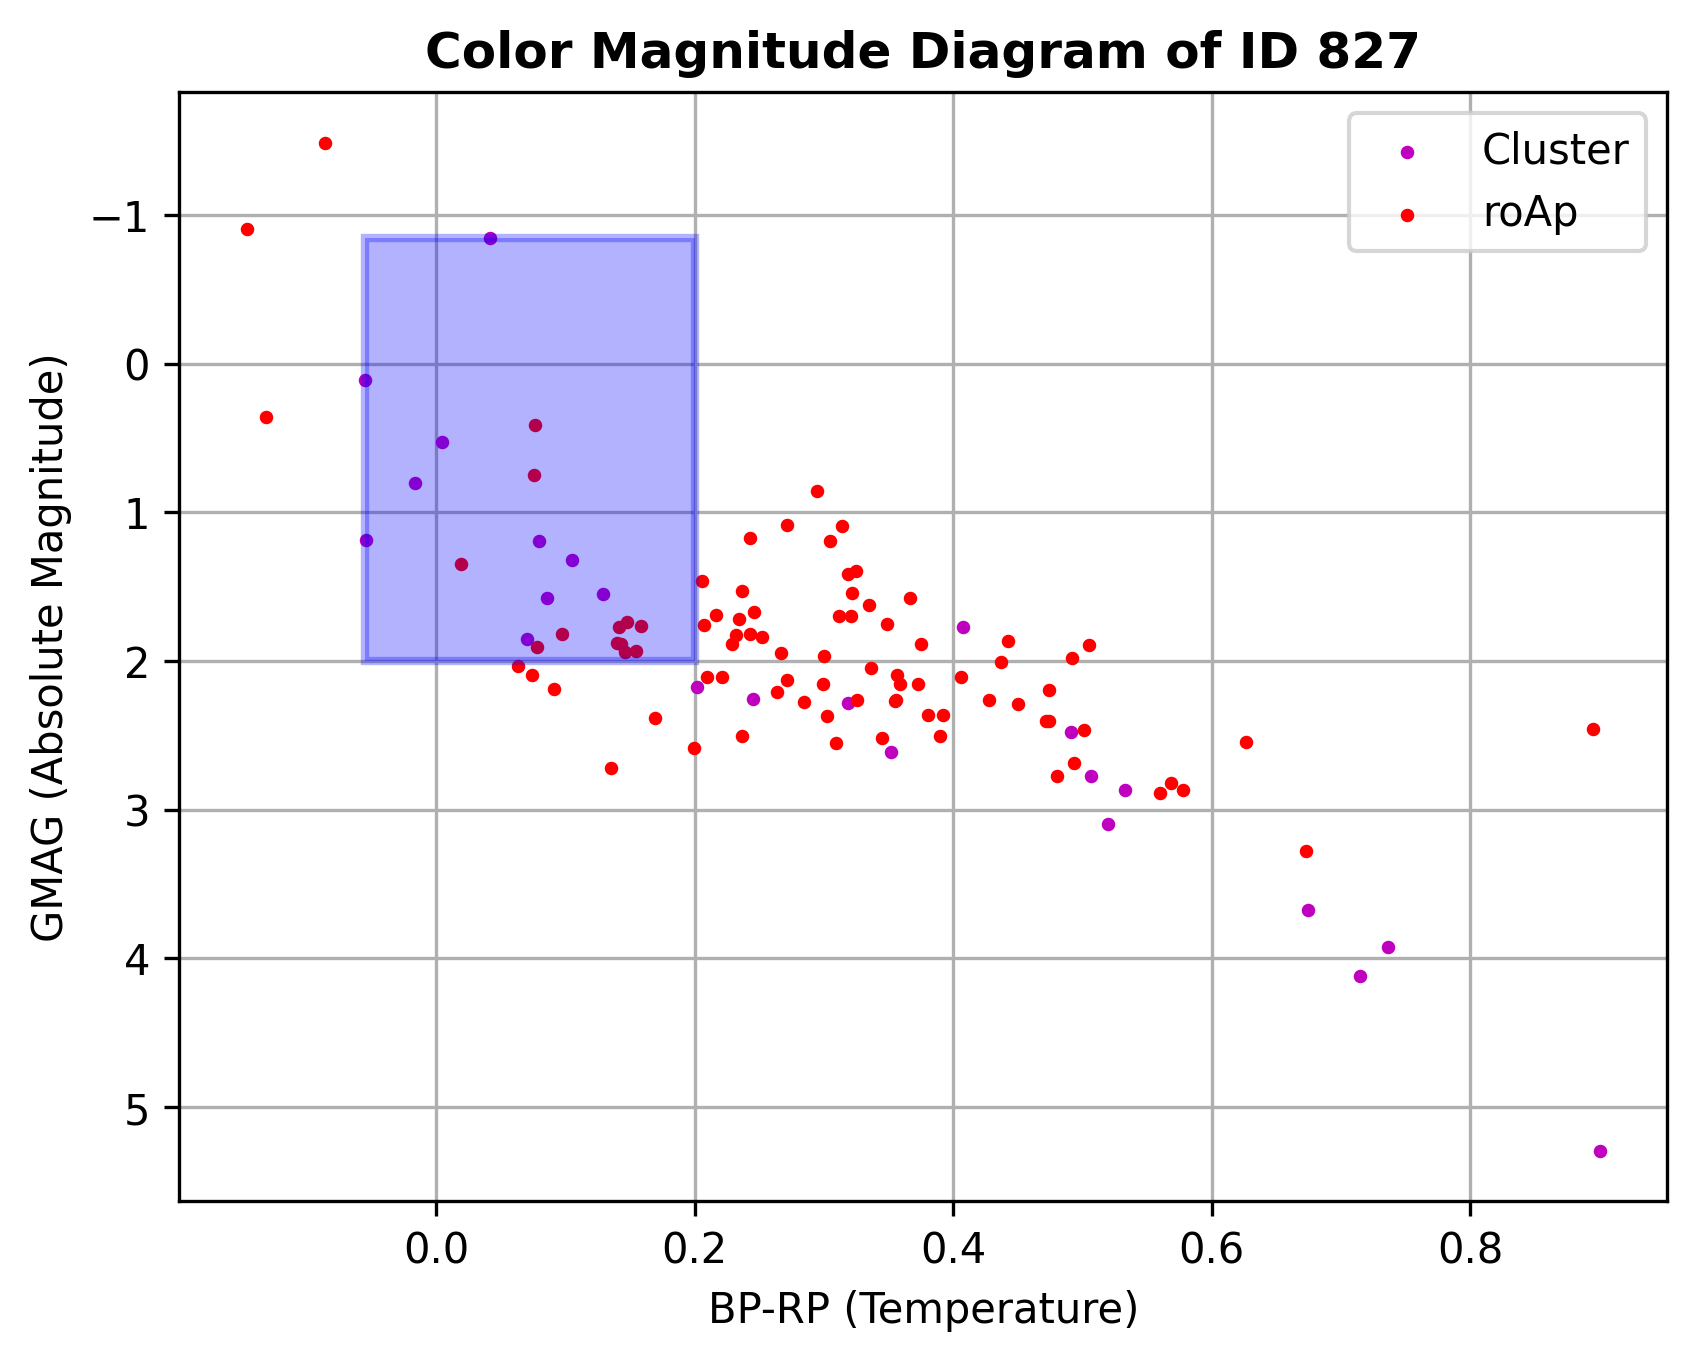 Color Magnitude Diagram of ID 827
Cluster
roAp
−1
0
1
2
3
4
5
GMAG (Absolute Magnitude)
0.0 0.2 0.4 0.6 0.8
BP-RP (Temperature)